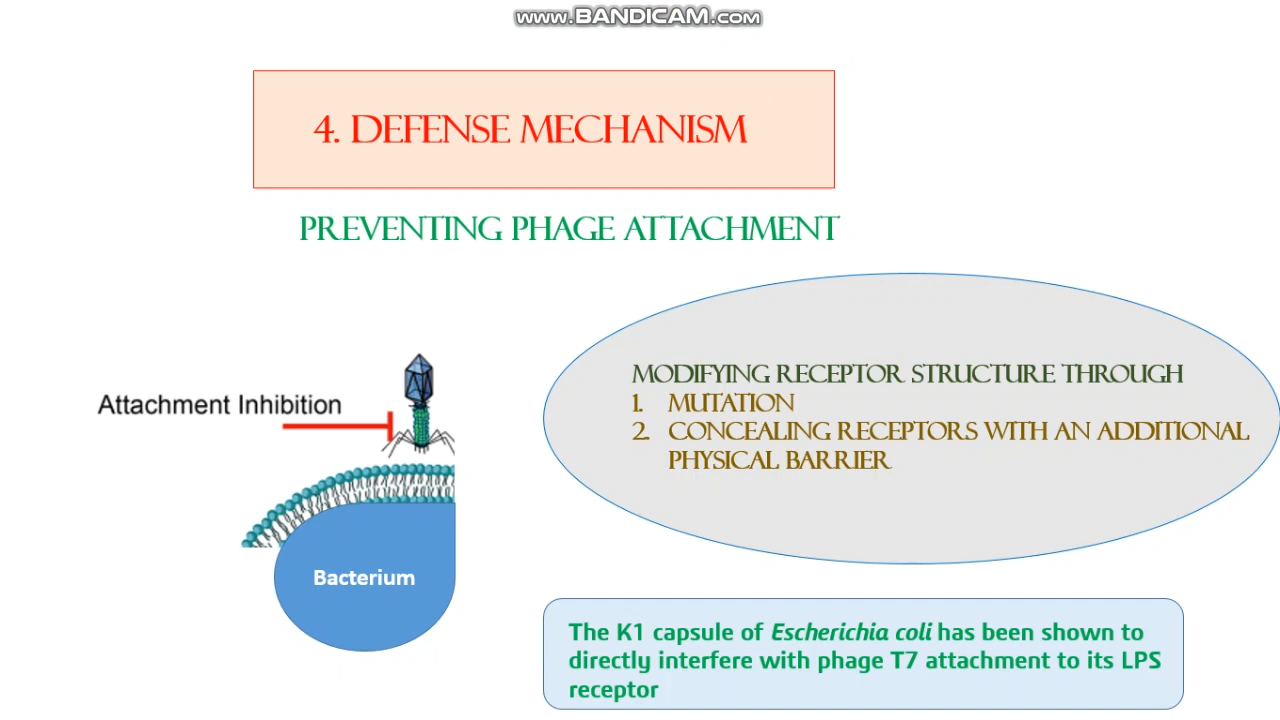 www.BANDICAM.com
4. DEFENSE MECHANISM
PREVENTING PHAGE ATTACHMENT
MODIFYING RECEPTOR STRUCTURE THROUGH
1. MUTATION
2. CONCEALING RECEPTORS WITH AN ADDITIONAL
PHYSICAL BARRIER
Attachment Inhibition
Bacterium
The K1 capsule of Escherichia coli has been shown to
directly interfere with phage T7 attachment to its LPS
receptor